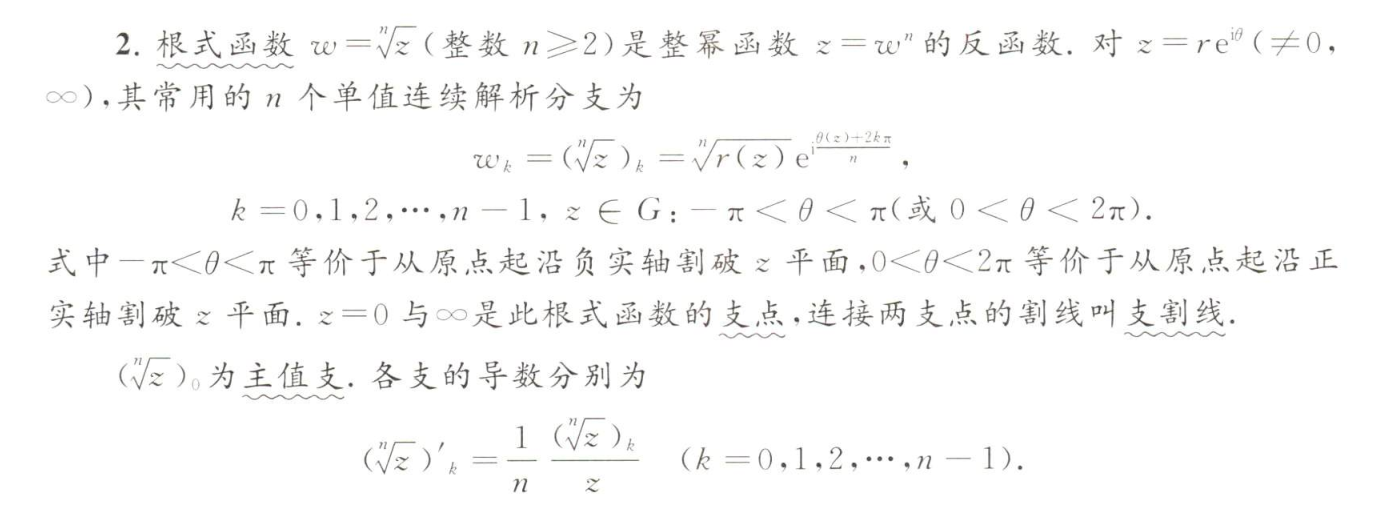 2. 根式函数 $w=\sqrt[n]{z}$ (整数 $n\geqslant 2$)是整幂函数 $z=w^n$ 的反函数. 对 $z=re^{i\theta}(\neq 0,$
$\infty)$,其常用的 $n$ 个单值连续解析分支为
$w_k=(\sqrt[n]{z})_k=\sqrt[n]{r(z)}e^{i\frac{\theta(z)+2k\pi}{n}},$
$k=0,1,2,\cdots,n-1,\ z\in G:-\pi<\theta<\pi$(或 $0<\theta<2\pi$).
式中$-\pi<\theta<\pi$ 等价于从原点起沿负实轴割破 $z$ 平面,$0<\theta<2\pi$ 等价于从原点起沿正
实轴割破 $z$ 平面. $z=0$ 与$\infty$是此根式函数的支点,连接两支点的割线叫支割线.
$(\sqrt[n]{z})_0$为主值支. 各支的导数分别为
$(\sqrt[n]{z})'_k=\frac{1}{n}\frac{(\sqrt[n]{z})_k}{z}\quad(k=0,1,2,\cdots,n-1).$